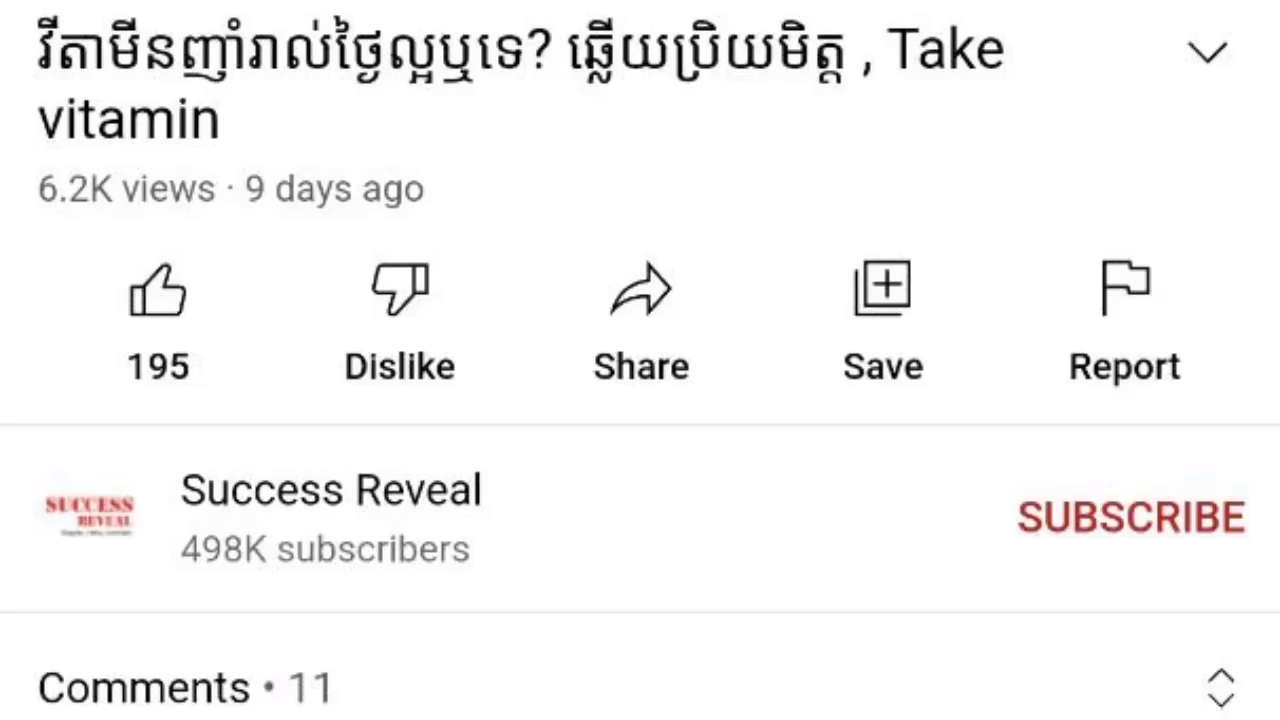 វីតាមីនញ៉ាំរាល់ថ្ងៃល្អឬទេ? ឆ្លើយប្រិយមិត្ត , Take
vitamin
6.2K views · 9 days ago
195
Dislike
Share
Save
Report
SUCCESS
REVEAL
Success Reveal
498K subscribers
SUBSCRIBE
Comments • 11